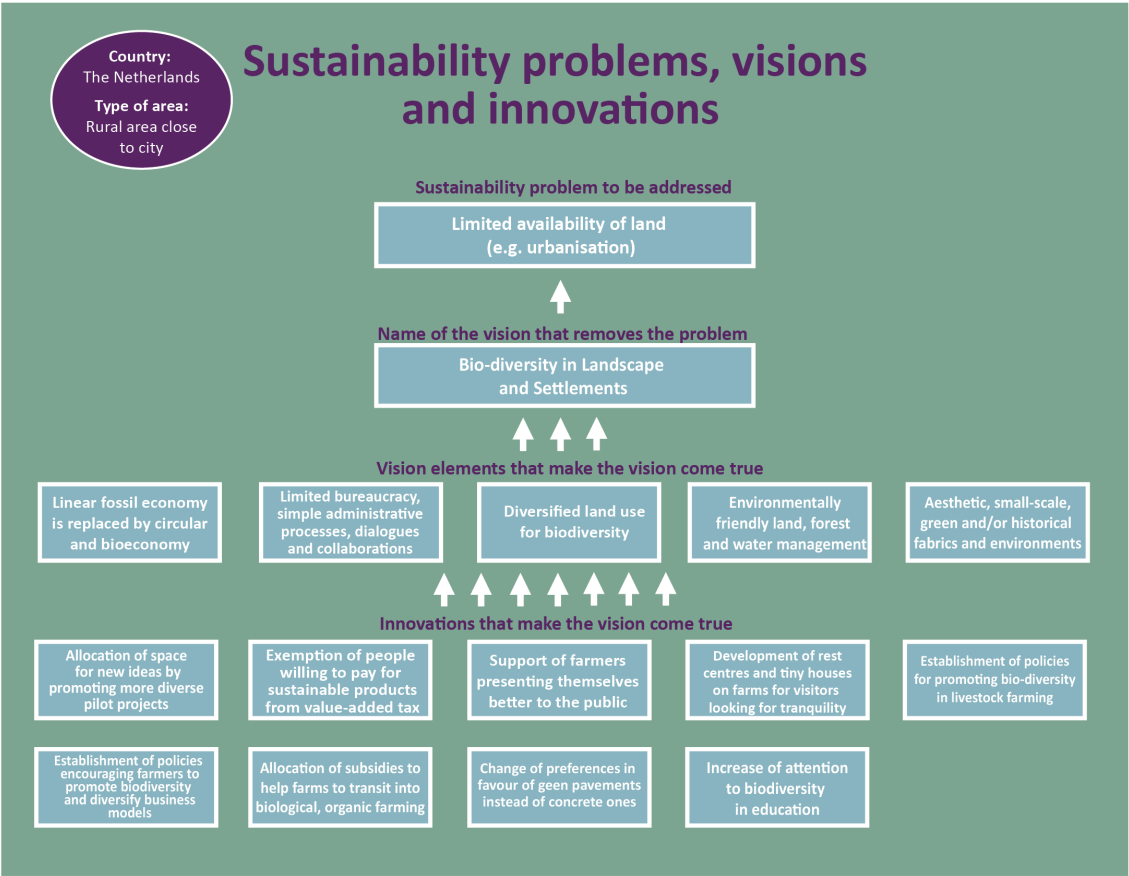 Country:
The Netherlands
Type of area:
Rural area close
to city
Sustainability problems, visions
and innovations
Sustainability problem to be addressed
Limited availability of land
(e.g. urbanisation)
Name of the vision that removes the problem
Bio-diversity in Landscape
and Settlements
Vision elements that make the vision come true
Linear fossil economy
is replaced by circular
and bioeconomy
Limited bureaucracy,
simple administrative
processes, dialogues
and collaborations
Diversified land use
for biodiversity
Environmentally
friendly land, forest
and water management
Aesthetic, small-scale,
green and/or historical
fabrics and environments
Innovations that make the vision come true
Allocation of space
for new ideas by
promoting more diverse
pilot projects
Exemption of people
willing to pay for
sustainable products
from value-added tax
Support of farmers
presenting themselves
better to the public
Development of rest
centres and tiny houses
on farms for visitors
looking for tranquility
Establishment of policies
for promoting bio-diversity
in livestock farming
Establishment of policies
encouraging farmers to
promote biodiversity
and diversify business
models
Allocation of subsidies to
help farms to transit into
biological, organic farming
Change of preferences in
favour of geen pavements
instead of concrete ones
Increase of attention
to biodiversity
in education